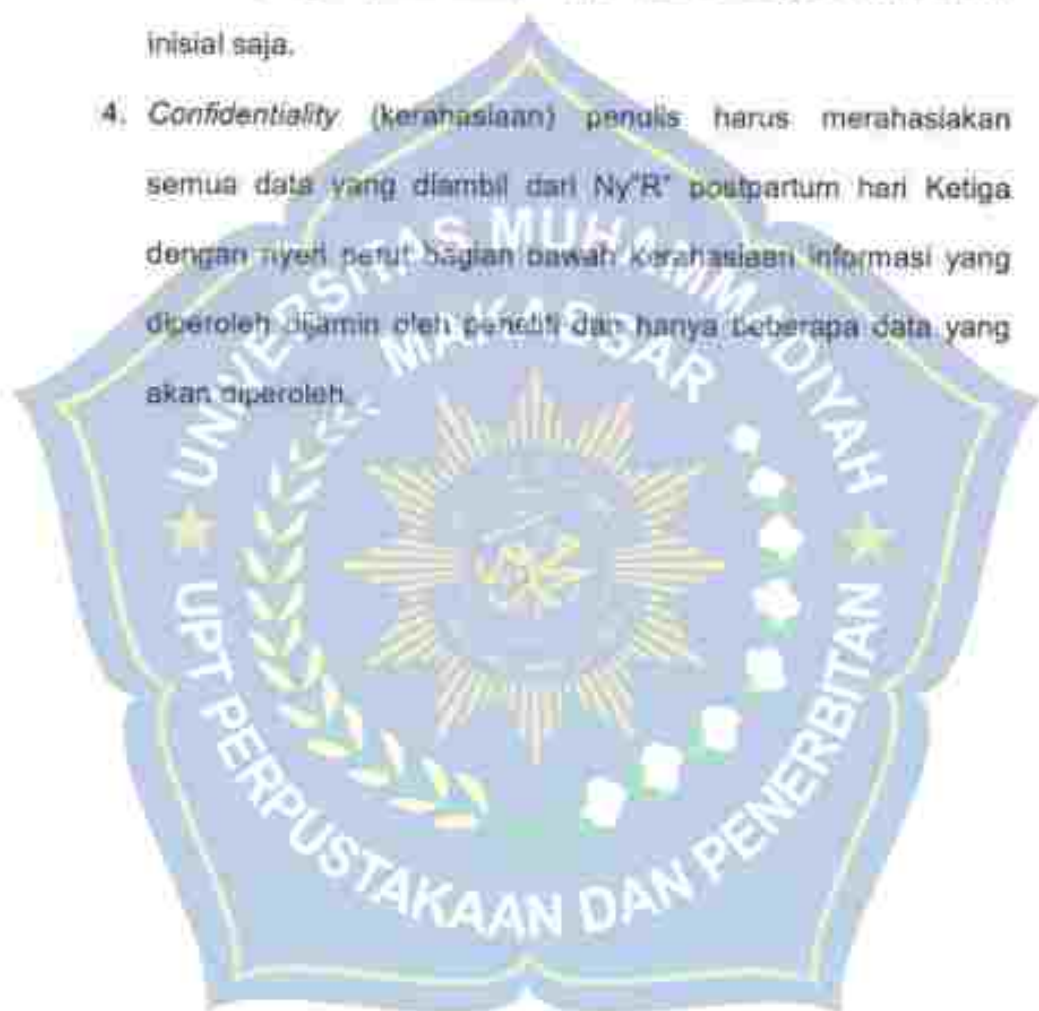 inisial saja.
4. Confidentiality (kerahasiaan) penulis harus merahasiakan
semua data yang diambil dari Ny"R" postpartum hari Ketiga
dengan nyeri perut bagian bawah kerahasiaan informasi yang
diperoleh dijamin oleh peneliti dan hanya beberapa data yang
akan diperoleh.
UNIVERSITAS MUHAMMADIYAH
MAKASSAR
UPT PERPUSTAKAAN DAN PENERBITAN